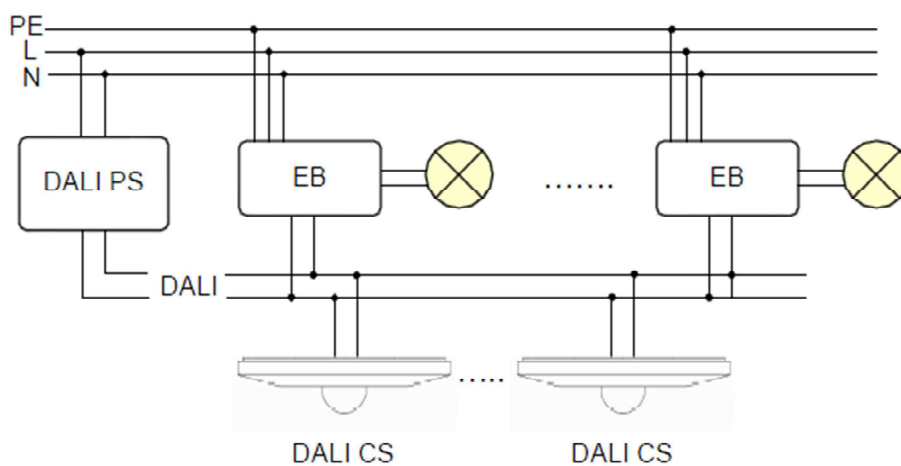 PE
L
N
DALI PS
EB
.......
EB
DALI
.....
DALI CS
DALI CS